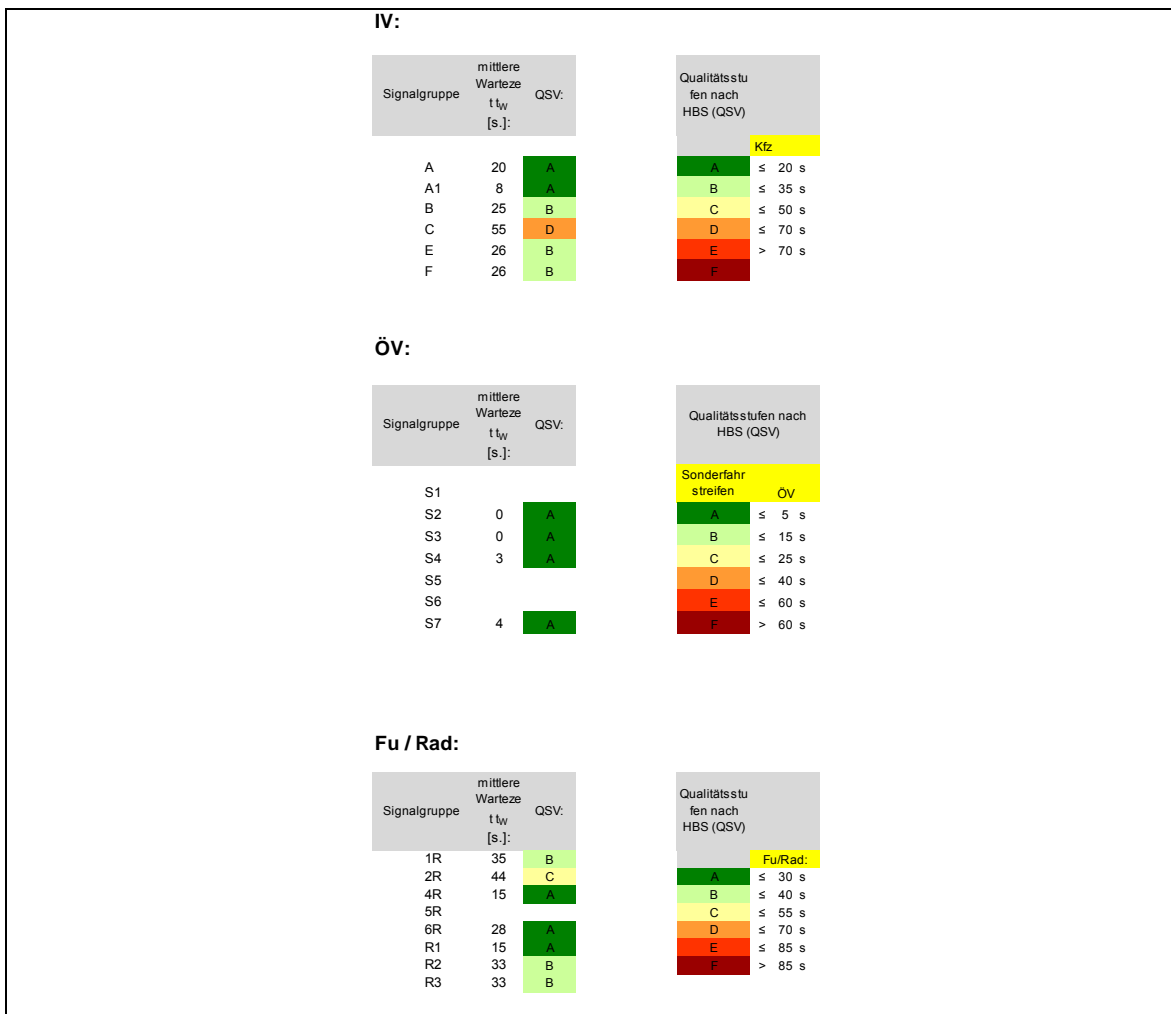 IV:
Signalgruppe mittlere Warteze t tW [s.]: QSV:
A 20 A
A1 8 A
B 25 B
C 55 D
E 26 B
F 26 B
Qualitätsstu fen nach HBS (QSV)
Kfz
A ≤ 20 s
B ≤ 35 s
C ≤ 50 s
D ≤ 70 s
E > 70 s
F
ÖV:
Signalgruppe mittlere Warteze t tW [s.]: QSV:
S1
S2 0 A
S3 0 A
S4 3 A
S5
S6
S7 4 A
Qualitätsstufen nach
HBS (QSV)
Sonderfahr
streifen ÖV
A ≤ 5 s
B ≤ 15 s
C ≤ 25 s
D ≤ 40 s
E ≤ 60 s
F > 60 s
Fu / Rad:
Signalgruppe mittlere Warteze t tW [s.]: QSV:
1R 35 B
2R 44 C
4R 15 A
5R
6R 28 A
R1 15 A
R2 33 B
R3 33 B
Qualitätsstu
fen nach
HBS (QSV)
Fu/Rad:
A ≤ 30 s
B ≤ 40 s
C ≤ 55 s
D ≤ 70 s
E ≤ 85 s
F > 85 s